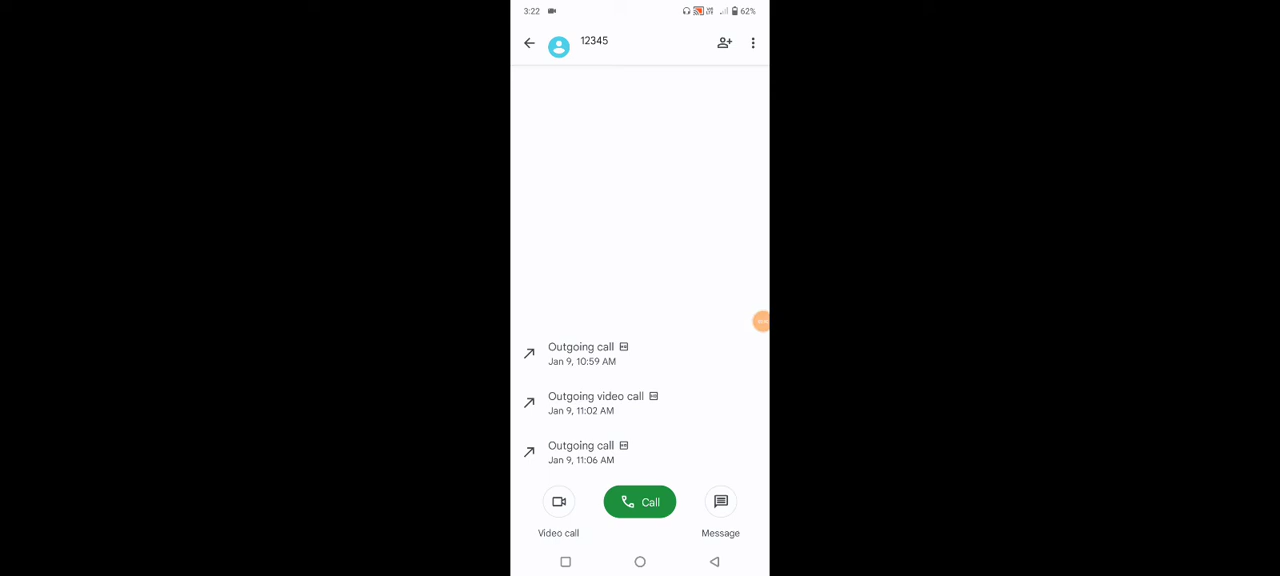 3:22 62%
12345
Outgoing call
Jan 9, 10:59 AM
Outgoing video call
Jan 9, 11:02 AM
Outgoing call
Jan 9, 11:06 AM
Call
Video call Message